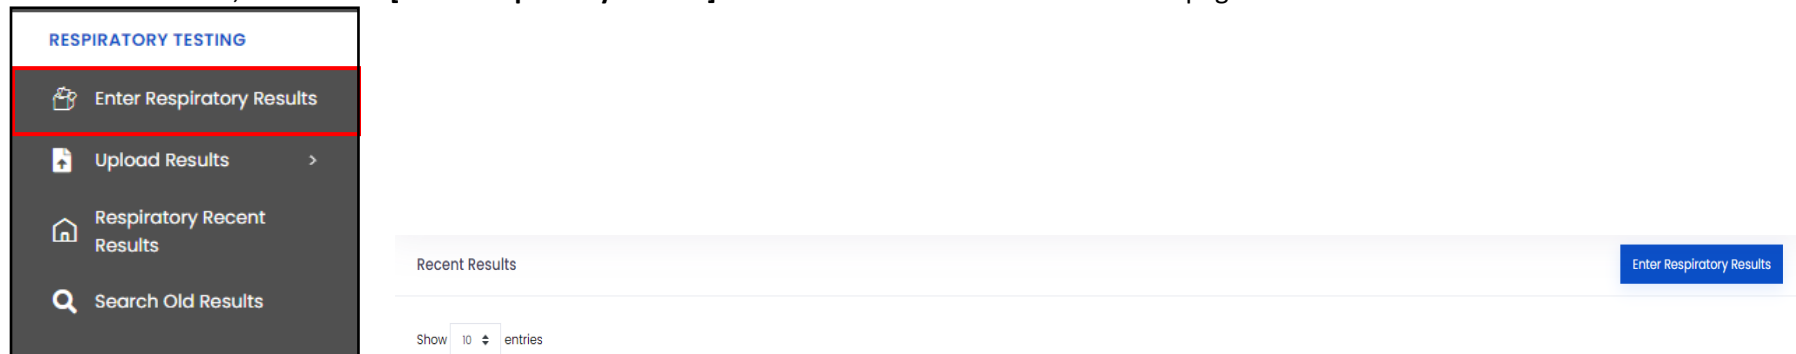 RESPIRATORY TESTING
Enter Respiratory Results
Upload Results
Respiratory Recent
Results
Search Old Results
Recent Results
Enter Respiratory Results
Show 10 entries